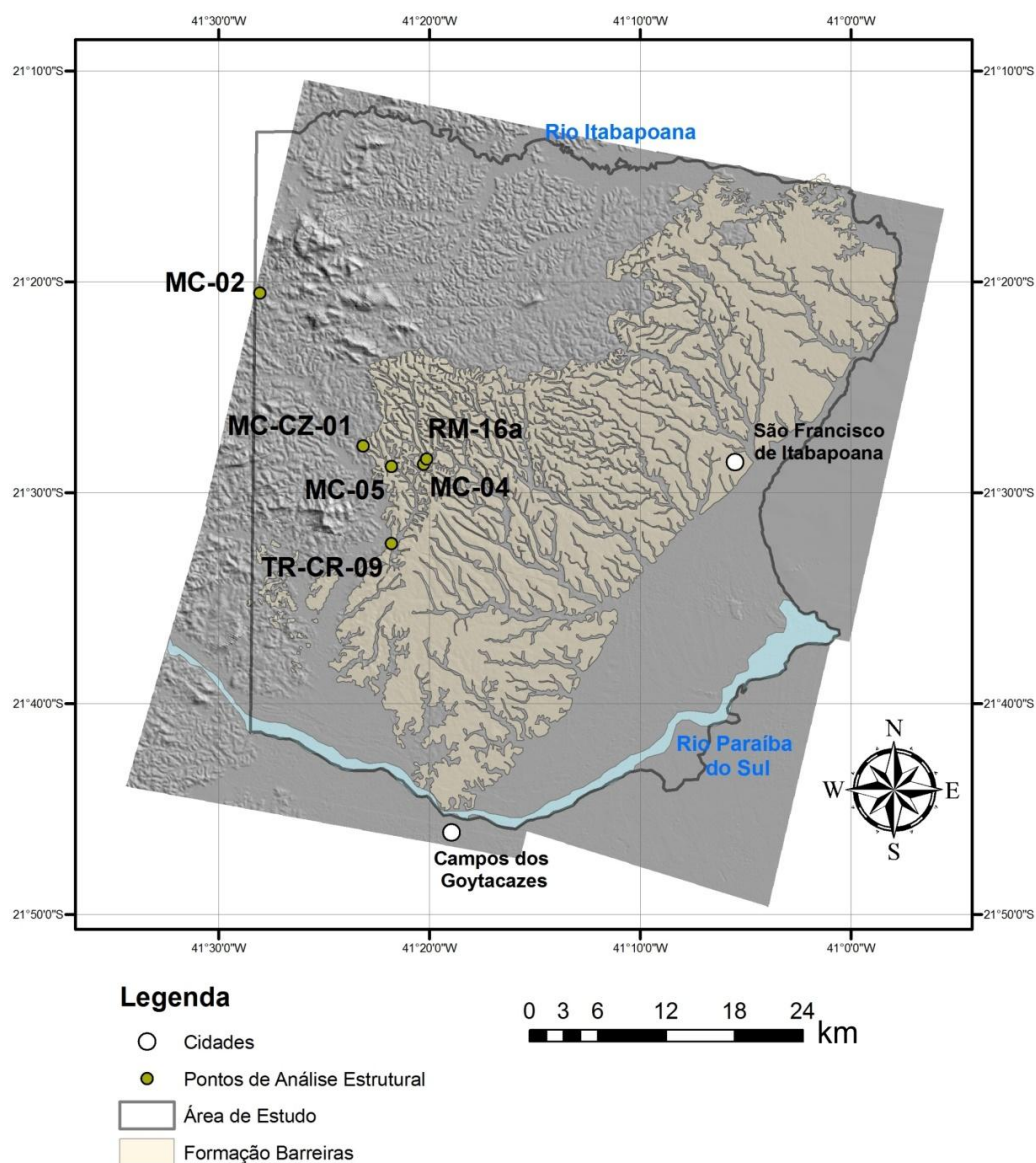 41°30'0"W 41°20'0"W 41°10'0"W 41°0'0"W
21°10'0"S 21°10'0"S
Rio Itabapoana
21°20'0"S 21°20'0"S
MC-02
MC-CZ-01
RM-16a
São Francisco
de Itabapoana
MC-05
MC-04
21°30'0"S 21°30'0"S
TR-CR-09
21°40'0"S 21°40'0"S
Rio Paraíba
do Sul
N
W E
S
Campos dos
Goytacazes
21°50'0"S 21°50'0"S
41°30'0"W 41°20'0"W 41°10'0"W 41°0'0"W
Legenda
Cidades
Pontos de Análise Estrutural
Área de Estudo
Formação Barreiras
0 3 6 12 18 24
km